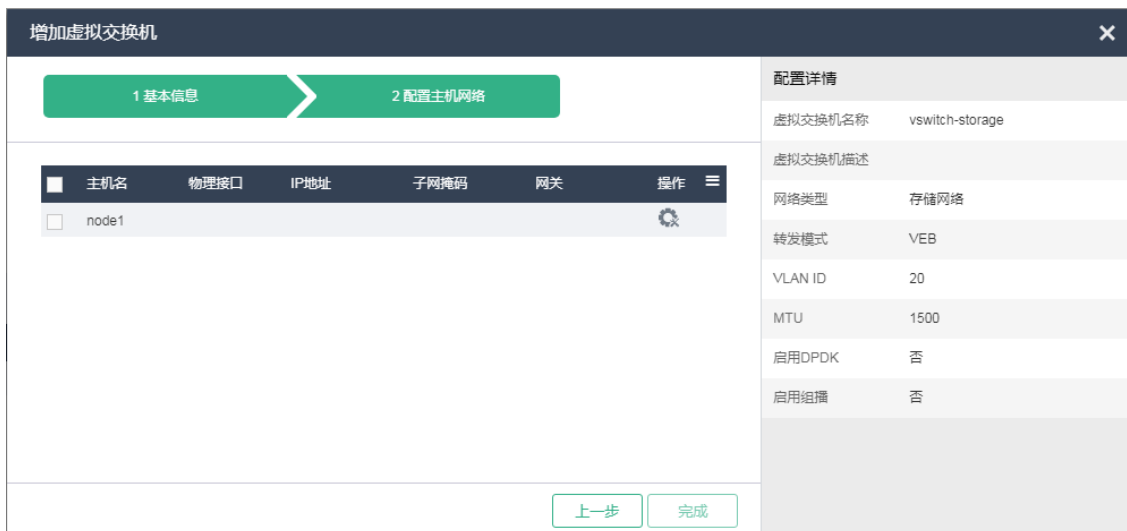 增加虚拟交换机
1 基本信息
2 配置主机网络
主机名 物理接口 IP地址 子网掩码 网关 操作
node1
上一步 完成
配置详情
虚拟交换机名称 vswitch-storage
虚拟交换机描述
网络类型 存储网络
转发模式 VEB
VLAN ID 20
MTU 1500
启用DPDK 否
启用组播 否